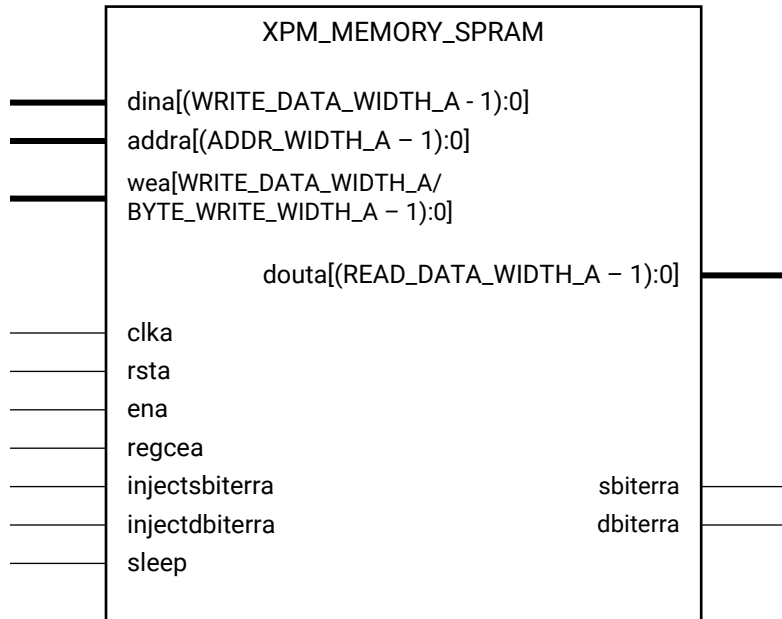 XPM_MEMORY_SPRAM
dina[(WRITE_DATA_WIDTH_A - 1):0]
addra[(ADDR_WIDTH_A – 1):0]
wea[WRITE_DATA_WIDTH_A/
BYTE_WRITE_WIDTH_A – 1):0]
douta[(READ_DATA_WIDTH_A – 1):0]
clka
rsta
ena
regcea
injectsbiterra
sbiterra
injectdbiterra
dbiterra
sleep